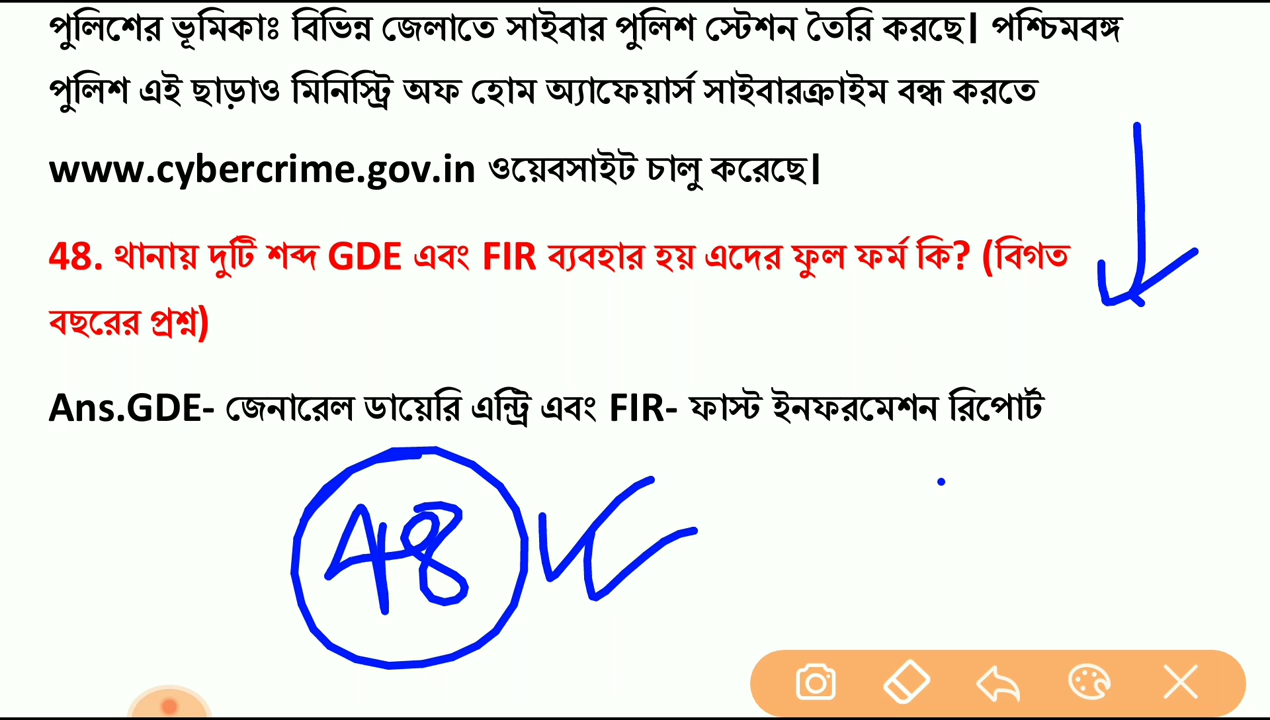 পুলিশের ভূমিকাঃ বিভিন্ন জেলাতে সাইবার পুলিশ স্টেশন তৈরি করছে। পশ্চিমবঙ্গ
পুলিশ এই ছাড়াও মিনিস্ট্রি অফ হোম অ্যাফেয়ার্স সাইবারক্রাইম বন্ধ করতে
www.cybercrime.gov.in ওয়েবসাইট চালু করেছে।
48. থানায় দুটি শব্দ GDE এবং FIR ব্যবহার হয় এদের ফুল ফর্ম কি? (বিগত
বছরের প্রশ্ন)
Ans.GDE- জেনারেল ডায়েরি এন্ট্রি এবং FIR- ফাস্ট ইনফরমেশন রিপোর্ট
48